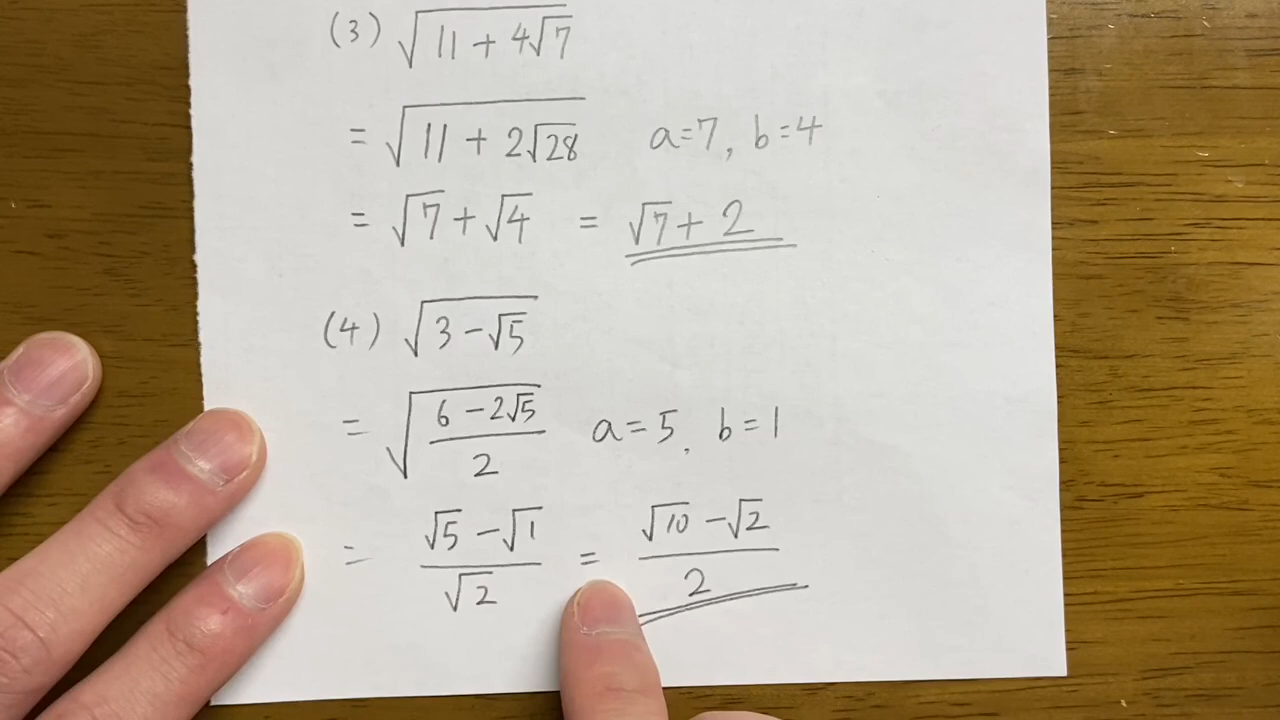 (3) √(11 + 4√7)
= √(11 + 2√28) a=7, b=4
= √7 + √4 = √7 + 2
(4) √(3 - √5)
= √((6 - 2√5)/2) a=5, b=1
= (√5 - √1)/√2 = (√10 - √2)/2